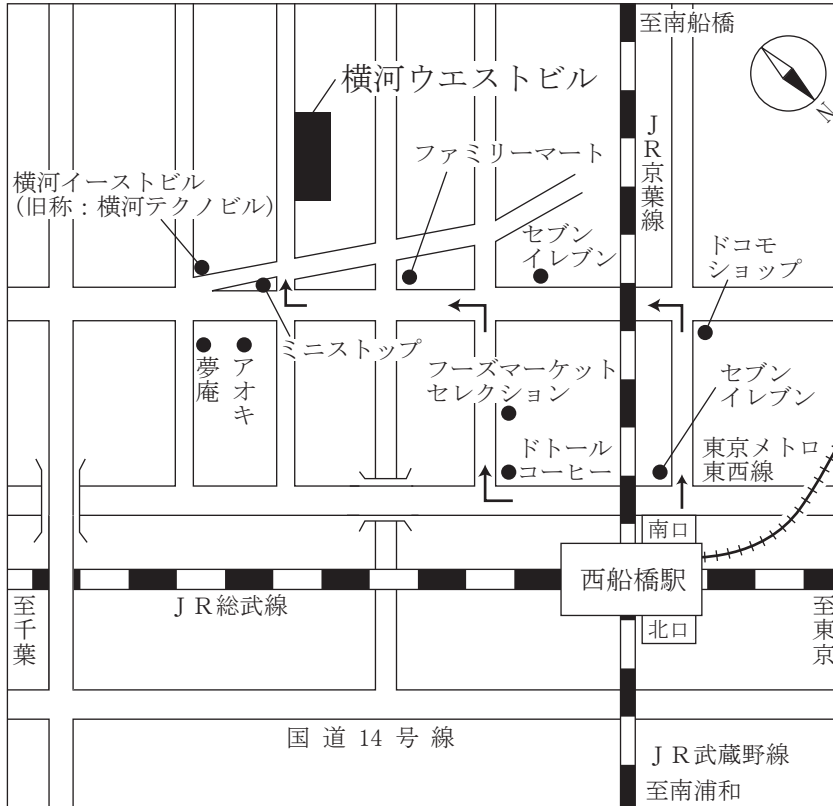 至南船橋
横河ウエストビル
N
JR京葉線
ファミリーマート
横河イーストビル
(旧称：横河テクノビル)
セブン
イレブン
ドコモ
ショップ
ミニストップ
夢庵
アオキ
フーズマーケット
セレクション
セブン
イレブン
ドトール
コーヒー
東京メトロ
東西線
南口
西船橋駅
北口
至千葉
ＪＲ総武線
至東京
国道14号線
ＪＲ武蔵野線
至南浦和